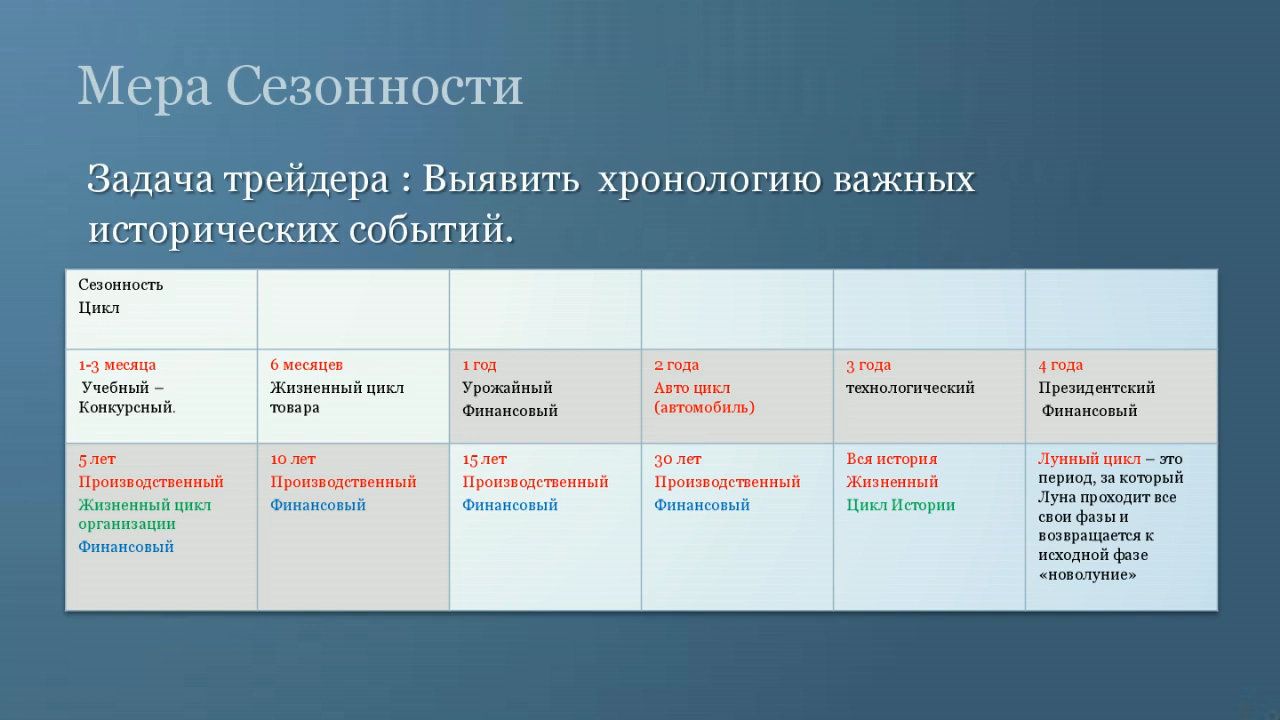 Мера Сезонности
Задача трейдера : Выявить хронологию важных
исторических событий.
Сезонность
Цикл
1-3 месяца
Учебный –
Конкурсный.
6 месяцев
Жизненный цикл
товара
1 год
Урожайный
Финансовый
2 года
Авто цикл
(автомобиль)
3 года
технологический
4 года
Президентский
Финансовый
5 лет
Производственный
Жизненный цикл
организации
Финансовый
10 лет
Производственный
Финансовый
15 лет
Производственный
Финансовый
30 лет
Производственный
Финансовый
Вся история
Жизненный
Цикл Истории
Лунный цикл – это
период, за который
Луна проходит все
свои фазы и
возвращается к
исходной фазе
«новолуние»